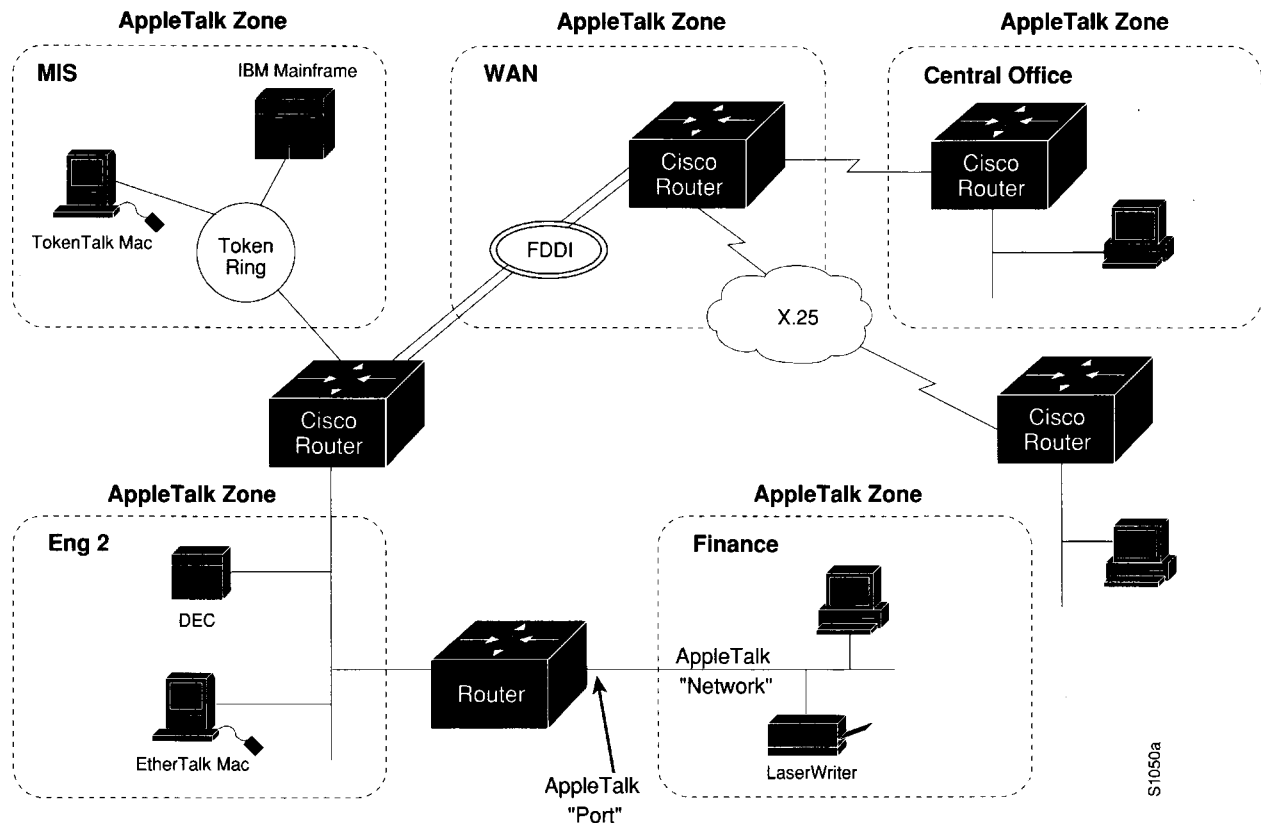 AppleTalk Zone
AppleTalk Zone
AppleTalk Zone
MIS
IBM Mainframe
WAN
Central Office
TokenTalk Mac
Token
Ring
Cisco
Router
FDDI
Cisco
Router
X.25
Cisco
Router
Cisco
Router
AppleTalk Zone
AppleTalk Zone
Eng 2
DEC
EtherTalk Mac
Router
Finance
AppleTalk
"Network"
LaserWriter
AppleTalk
"Port"
S1050a